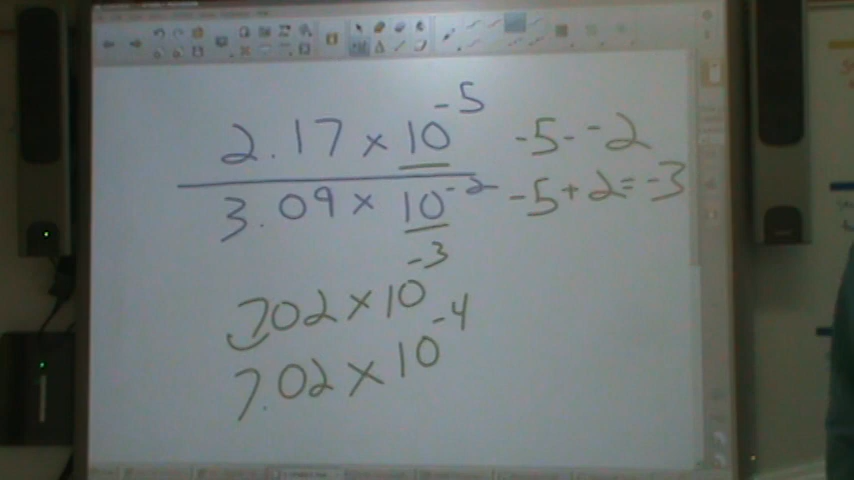 2.17 × 10^-5 -5--2
3.09 × 10^-2 -5+2=-3
.702 × 10^-3
7.02 × 10^-4